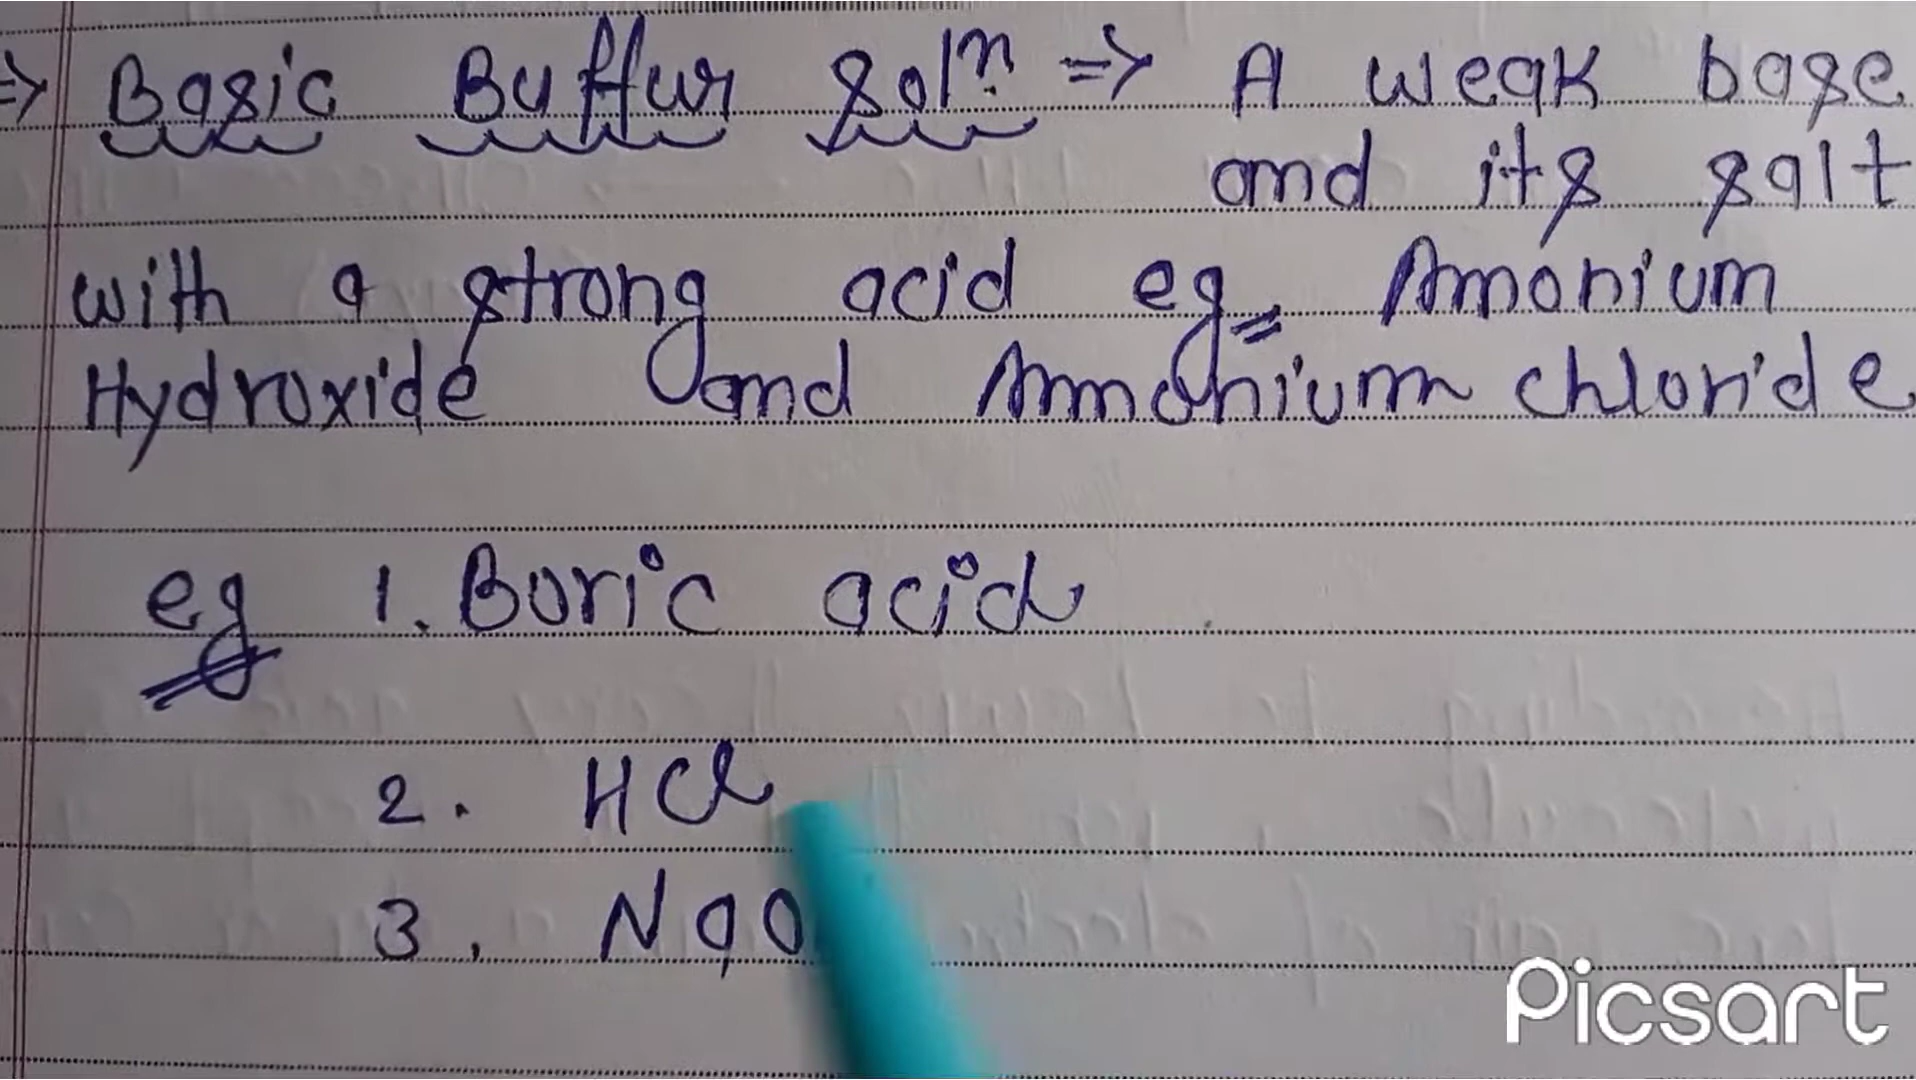 => Basic Buffur Solⁿ. => A weak base
and its salt
with a strong acid eg = Amonium
Hydroxide and Ammonium chloride
eg 1. Boric acid
2. HCl
3. NaO
Picsart